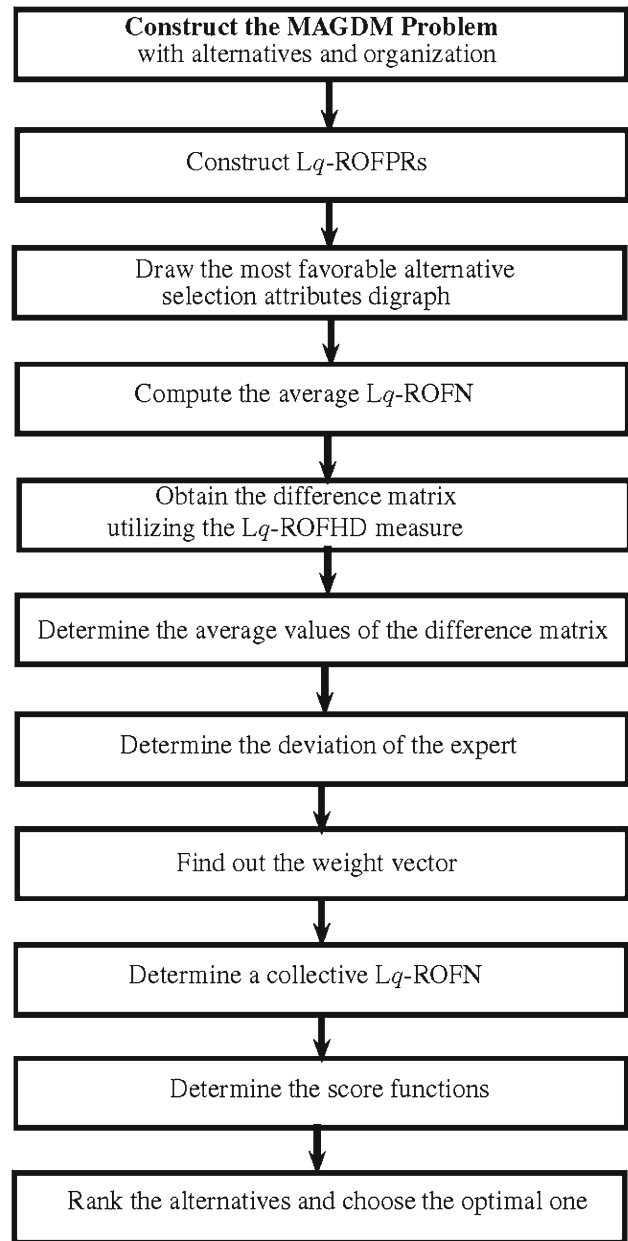 Construct the MAGDM Problem
with alternatives and organization
Construct Lq-ROFPRs
Draw the most favorable alternative
selection attributes digraph
Compute the average Lq-ROFN
Obtain the difference matrix
utilizing the Lq-ROFHD measure
Determine the average values of the difference matrix
Determine the deviation of the expert
Find out the weight vector
Determine a collective Lq-ROFN
Determine the score functions
Rank the alternatives and choose the optimal one